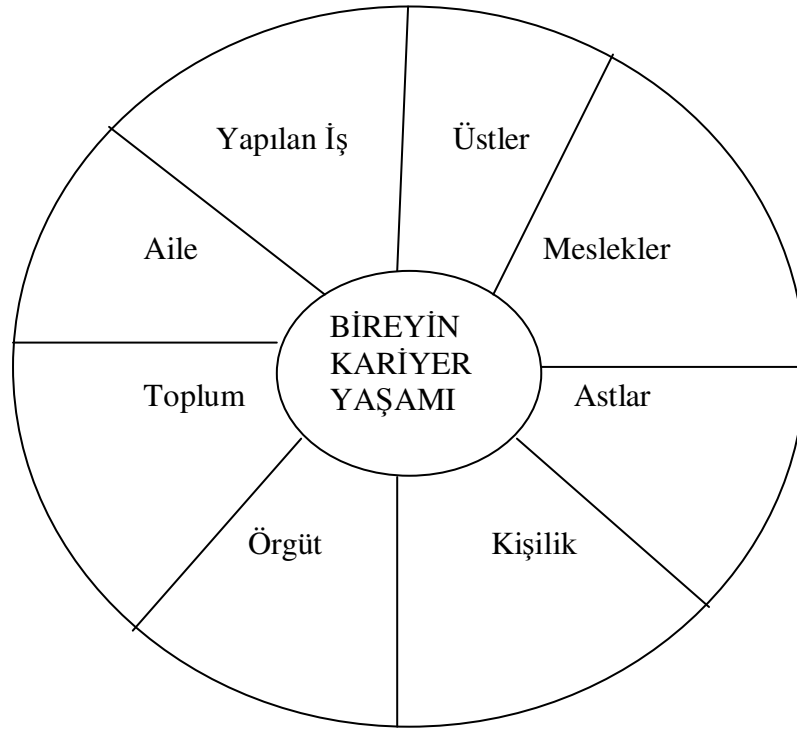 Yapılan İş
Üstler
Aile
Meslekler
BİREYİN
KARİYER
YAŞAMI
Toplum
Astlar
Örgüt
Kişilik